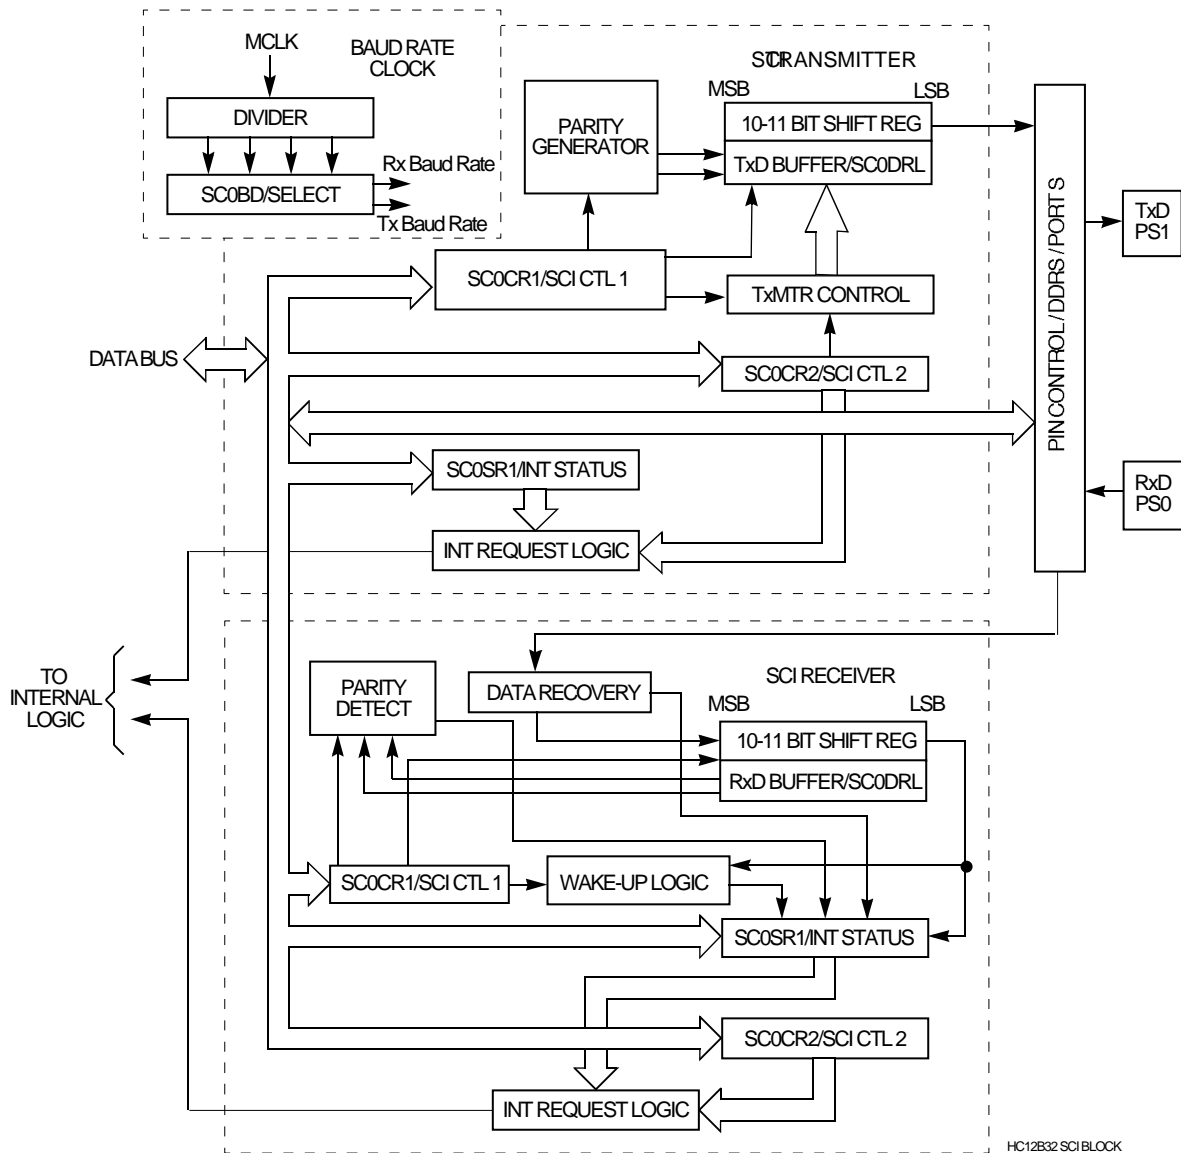 MCLK
BAUD RATE
CLOCK
DIVIDER
SC0BD/SELECT
Rx Baud Rate
Tx Baud Rate
SCI TRANSMITTER
MSB
LSB
PARITY
GENERATOR
10-11 BIT SHIFT REG
TxD BUFFER/SC0DRL
SC0CR1/SCI CTL 1
TxMTR CONTROL
DATA BUS
SC0CR2/SCI CTL 2
SC0SR1/INT STATUS
INT REQUEST LOGIC
PIN CONTROL / DDRS / PORT S
TxD
PS1
RxD
PS0
TO
INTERNAL
LOGIC
PARITY
DETECT
DATA RECOVERY
SCI RECEIVER
MSB
LSB
10-11 BIT SHIFT REG
RxD BUFFER/SC0DRL
SC0CR1/SCI CTL 1
WAKE-UP LOGIC
SC0SR1/INT STATUS
SC0CR2/SCI CTL 2
INT REQUEST LOGIC
HC12B32 SCI BLOCK